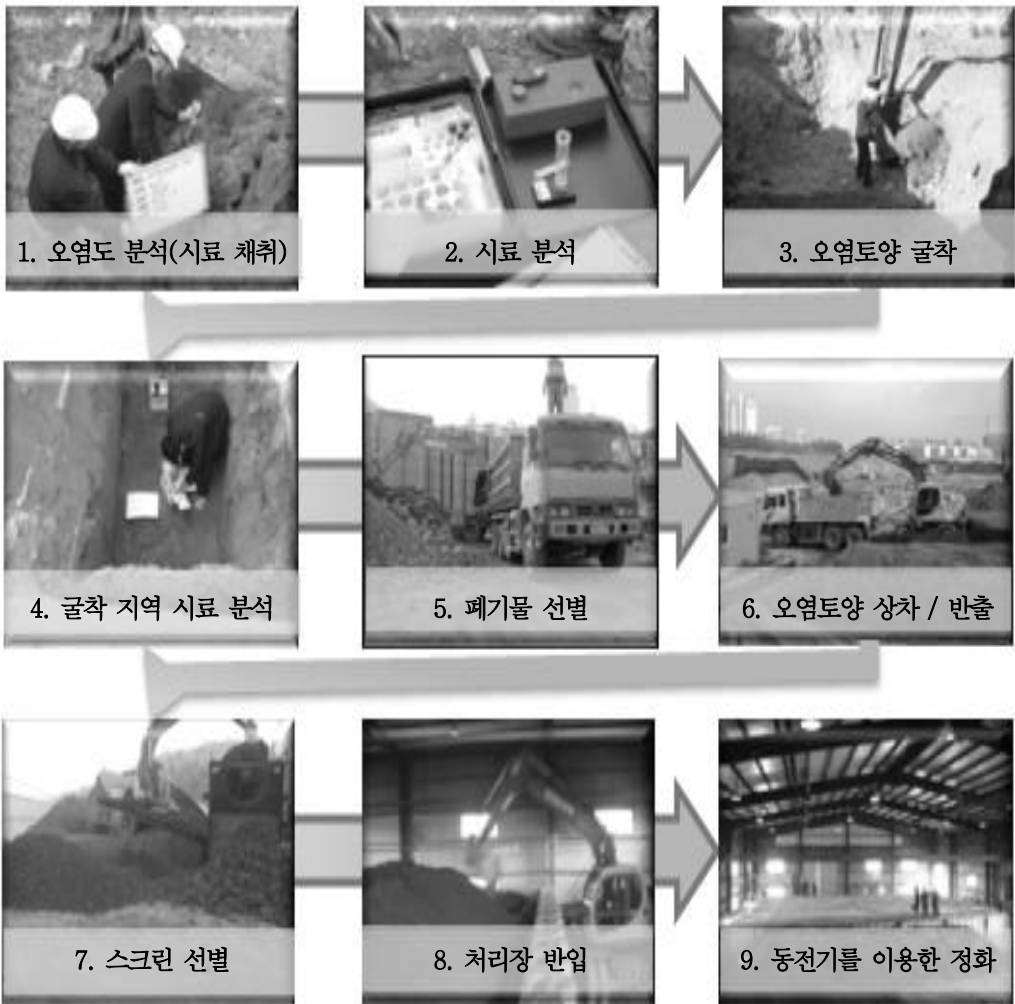 1. 오염도 분석(시료 채취)
2. 시료 분석
3. 오염토양 굴착
4. 굴착 지역 시료 분석
5. 폐기물 선별
6. 오염토양 상차 / 반출
7. 스크린 선별
8. 처리장 반입
9. 동전기를 이용한 정화